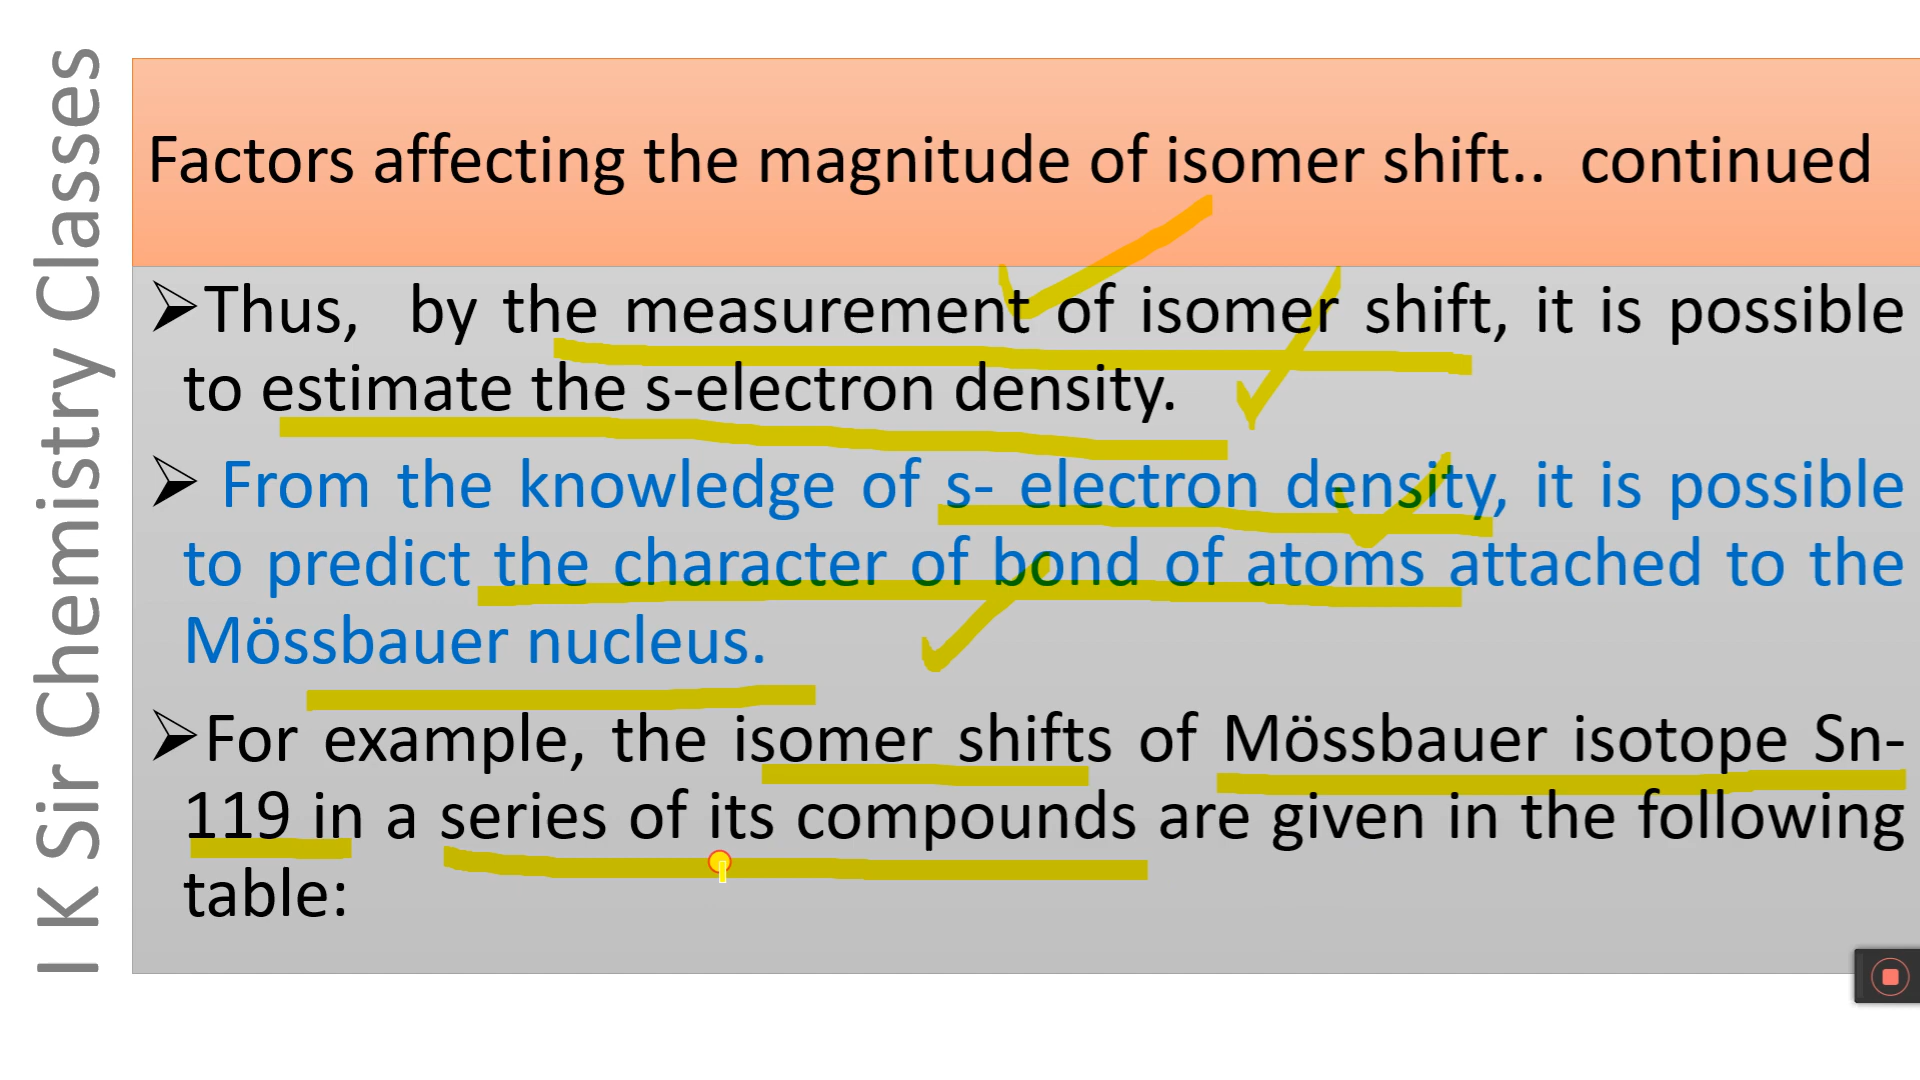 I K Sir Chemistry Classes
Factors affecting the magnitude of isomer shift.. continued
➢Thus, by the measurement of isomer shift, it is possible
to estimate the s-electron density.
➢ From the knowledge of s- electron density, it is possible
to predict the character of bond of atoms attached to the
Mössbauer nucleus.
➢For example, the isomer shifts of Mössbauer isotope Sn-
119 in a series of its compounds are given in the following
table: